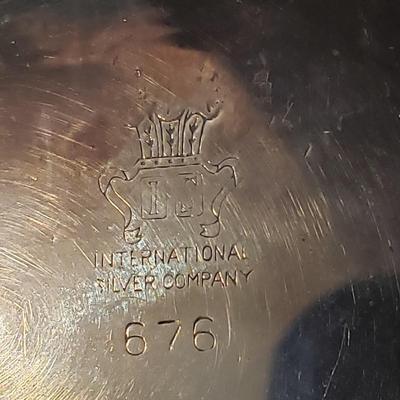 INTERNATIONAL
SILVER COMPANY
676